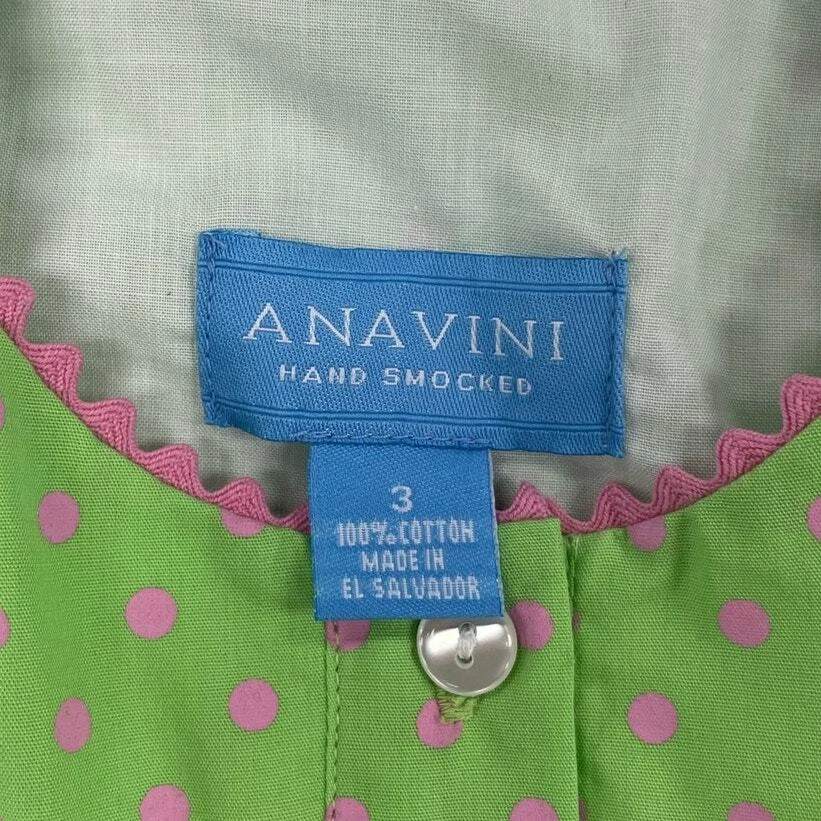 ANAVINI
HAND SMOCKED
3
100% COTTON
MADE IN
EL SALVADOR